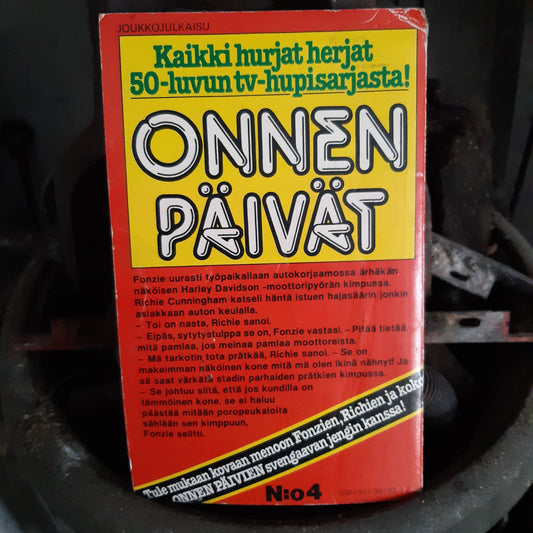 JOUKKOJULKAISU
Kaikki hurjat herjat
50-luvun tv-hupisarjasta!
ONNEN
PÄIVÄT
Fonzie uurasti työpaikallaan autokorjaamossa ärhäkän
näköisen Harley Davidson -moottoripyörän kimpussa.
Richie Cunningham katseli häntä istuen hajasäärin jonkin
asiakkaan auton keulalla.
– Toi on nasta, Richie sanoi.
– Eipäs, sytytystulppa se on, Fonzie vastasi. – Pitää tietää,
mitä pamlaa, jos meinaa pamlaa moottoreista.
– Mä tarkotin tota prätkää, Richie sanoi. – Se on
makeimman näköinen kone mitä mä olen ikinä nähnyt! Ja
sä saat värkätä stadin parhaiden prätkien kimpussa.
– Se johtuu siitä, että jos kundilla on
tämmöinen kone, se ei haluu
päästää mitään poropeukaloita
sählään sen kimppuun,
Fonzie selitti.
Tule mukaan kovaan menoon Fonzien, Richien ja koko
ONNEN PÄIVIEN svengaavan jengin kanssa!
N:o 4
ISBN 951